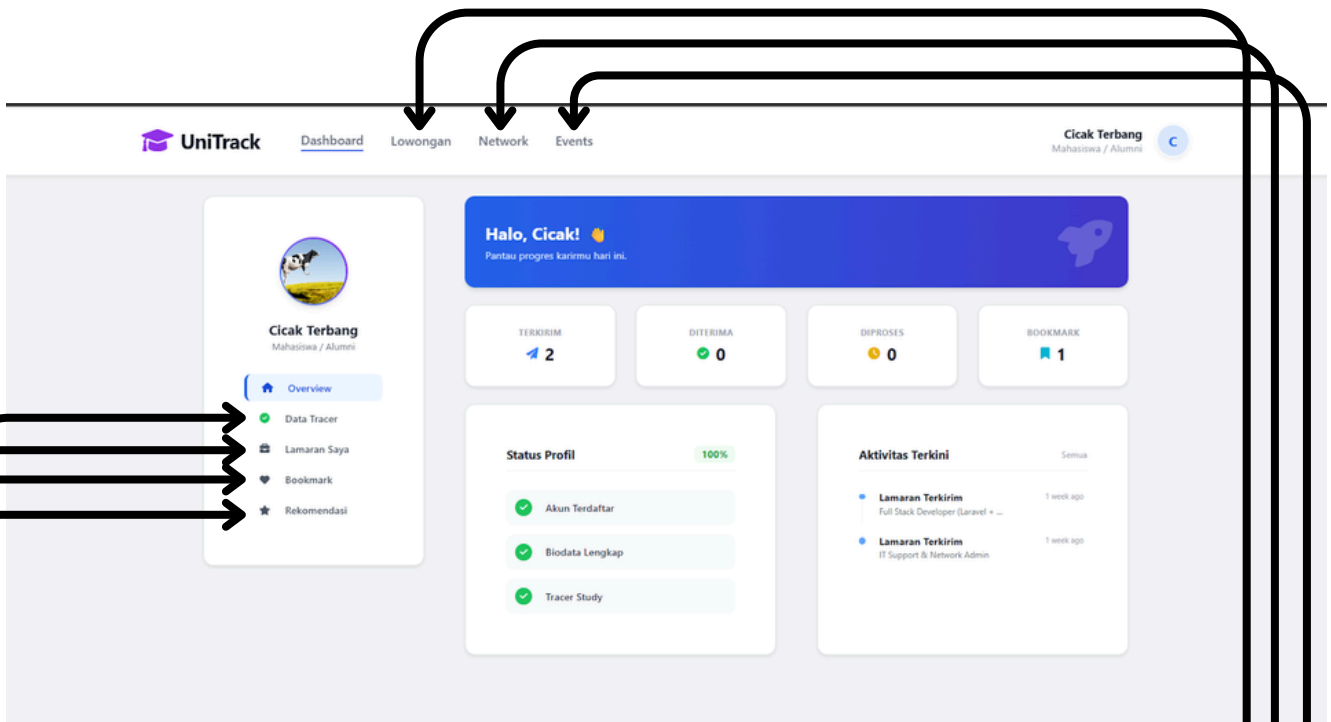 UniTrack Dashboard Lowongan Network Events
Cicak Terbang
Mahasiswa / Alumni
C
Cicak Terbang
Mahasiswa / Alumni
Overview
Data Tracer
Lamaran Saya
Bookmark
Rekomendasi
Halo, Cicak! 👋
Pantau progres karirmu hari ini.
TERKIRIM
2
DITERIMA
0
DIPROSES
0
BOOKMARK
1
Status Profil 100%
Akun Terdaftar
Biodata Lengkap
Tracer Study
Aktivitas Terkini Semua
Lamaran Terkirim 1 week ago
Full Stack Developer (Laravel + ...
Lamaran Terkirim 1 week ago
IT Support & Network Admin